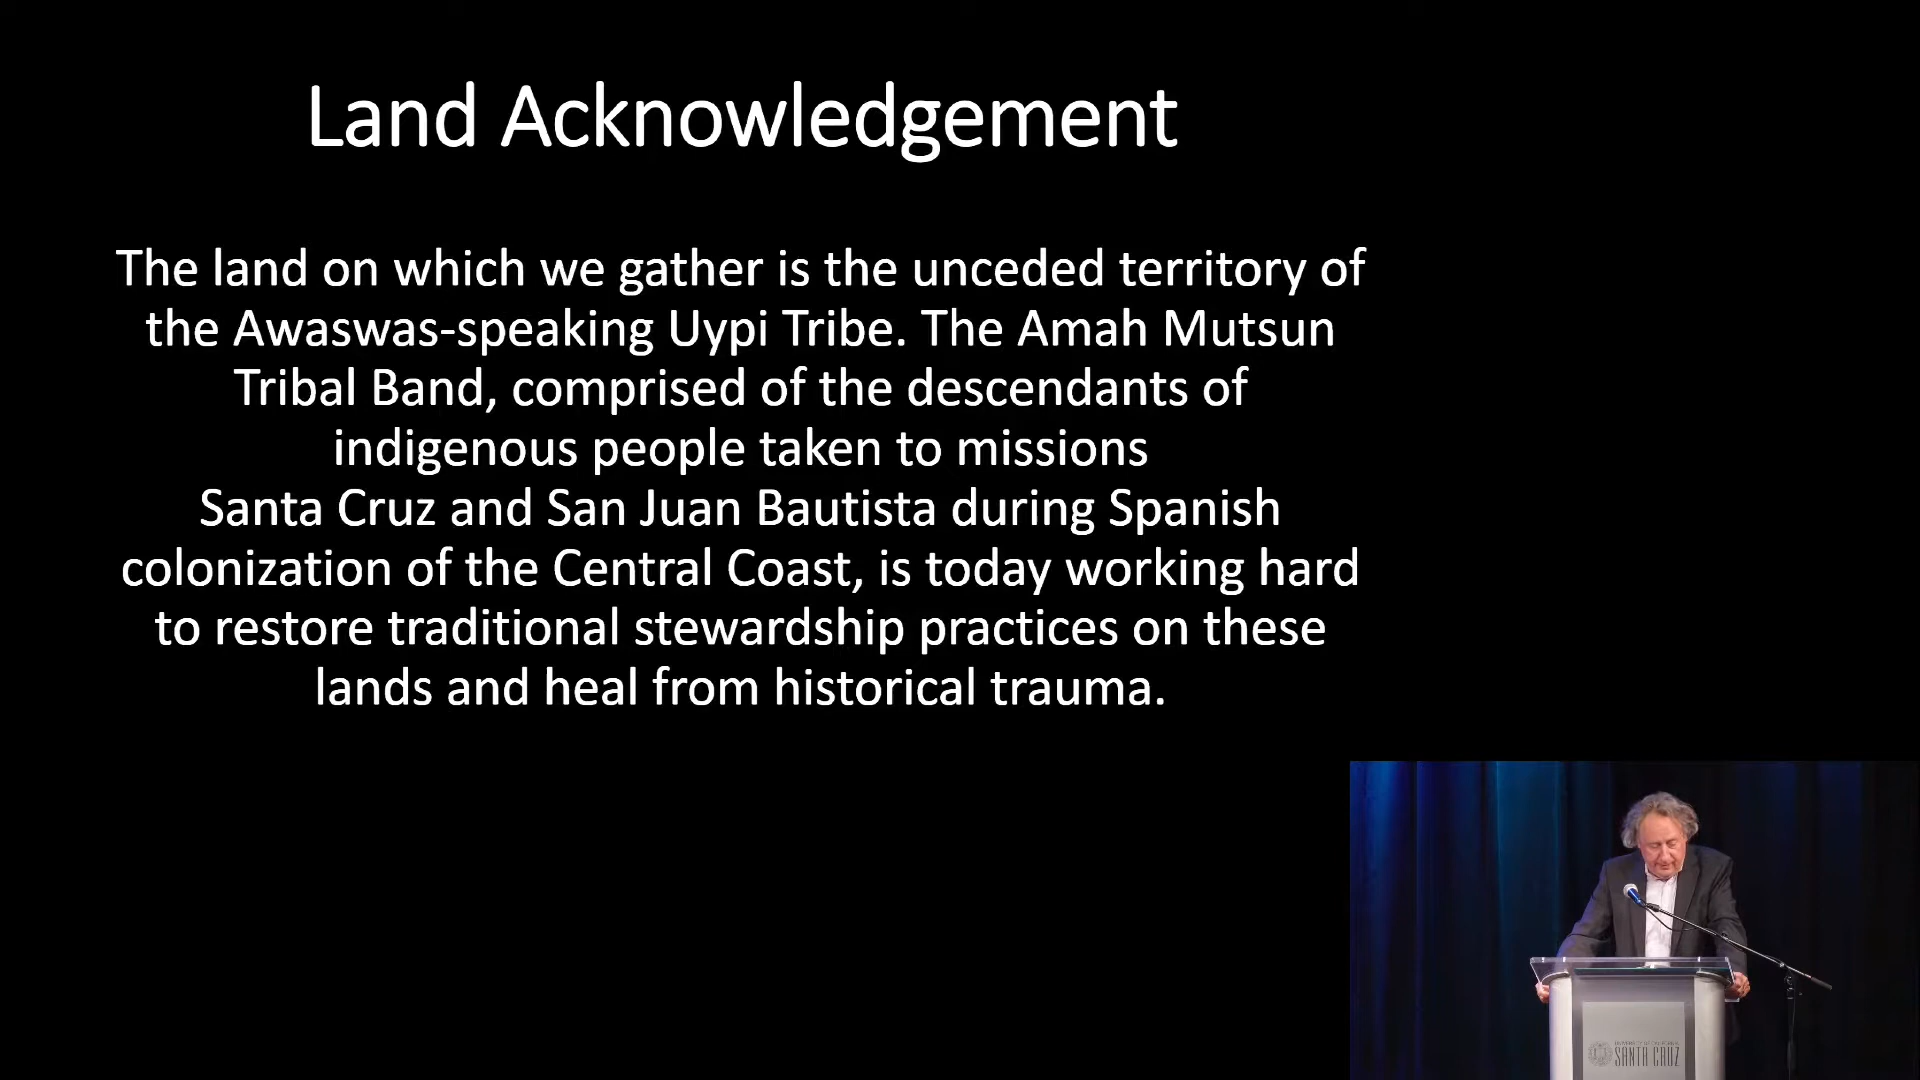 Land Acknowledgement
The land on which we gather is the unceded territory of
the Awaswas-speaking Uypi Tribe. The Amah Mutsun
Tribal Band, comprised of the descendants of
indigenous people taken to missions
Santa Cruz and San Juan Bautista during Spanish
colonization of the Central Coast, is today working hard
to restore traditional stewardship practices on these
lands and heal from historical trauma.
UNIVERSITY OF CALIFORNIA
SANTA CRUZ